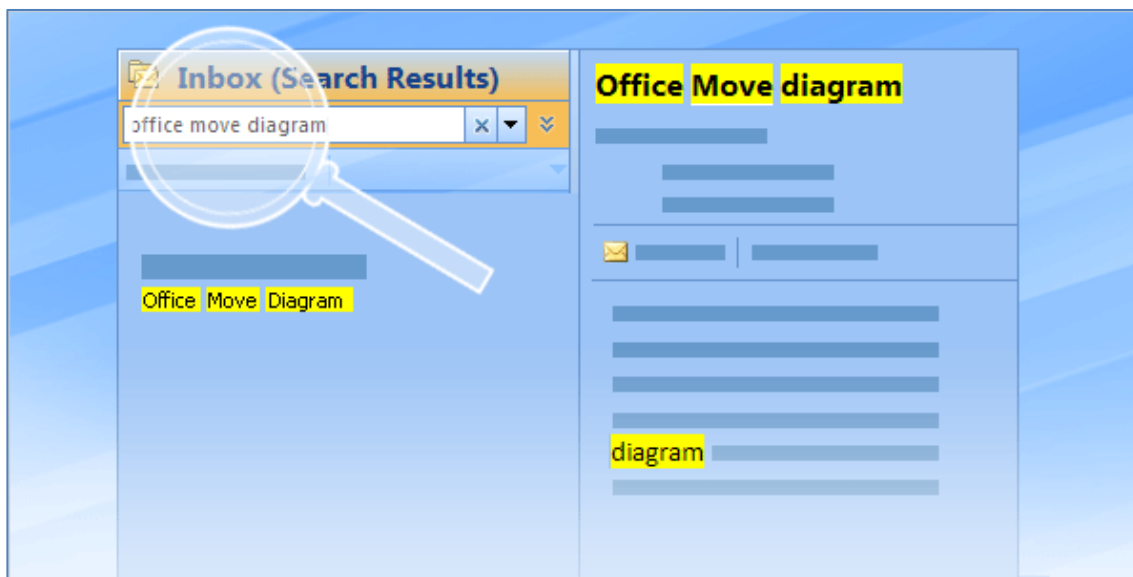 Inbox (Search Results)
office move diagram
Office Move Diagram
Office Move diagram
diagram